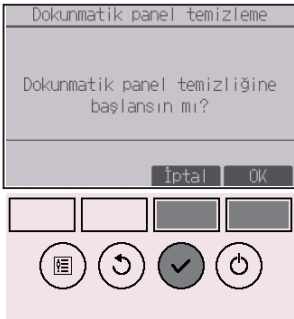 Dokunmatik panel temizleme
Dokunmatik panel temizliğine
başlansın mı?
İptal OK